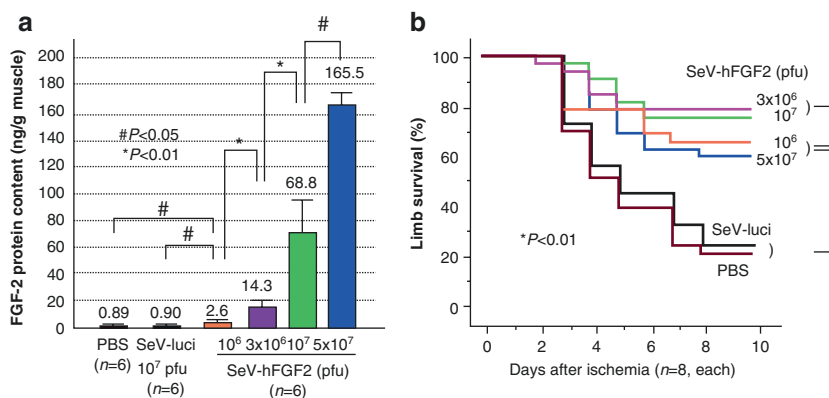 a
FGF-2 protein content (ng/g muscle)
200
180
160
140
120
100
80
60
40
20
0
#P<0.05
*P<0.01
#
#
*
*
#
0.89
0.90
2.6
14.3
68.8
165.5
PBS
(n=6)
SeV-luci
10⁷ pfu
(n=6)
10⁶ 3x10⁶ 10⁷ 5x10⁷
SeV-hFGF2 (pfu)
(n=6)
b
Limb survival (%)
100
80
60
40
20
0
SeV-hFGF2 (pfu)
3x10⁶
10⁷
10⁶
5x10⁷
SeV-luci
PBS
*P<0.01
0 2 4 6 8 10
Days after ischemia (n=8, each)